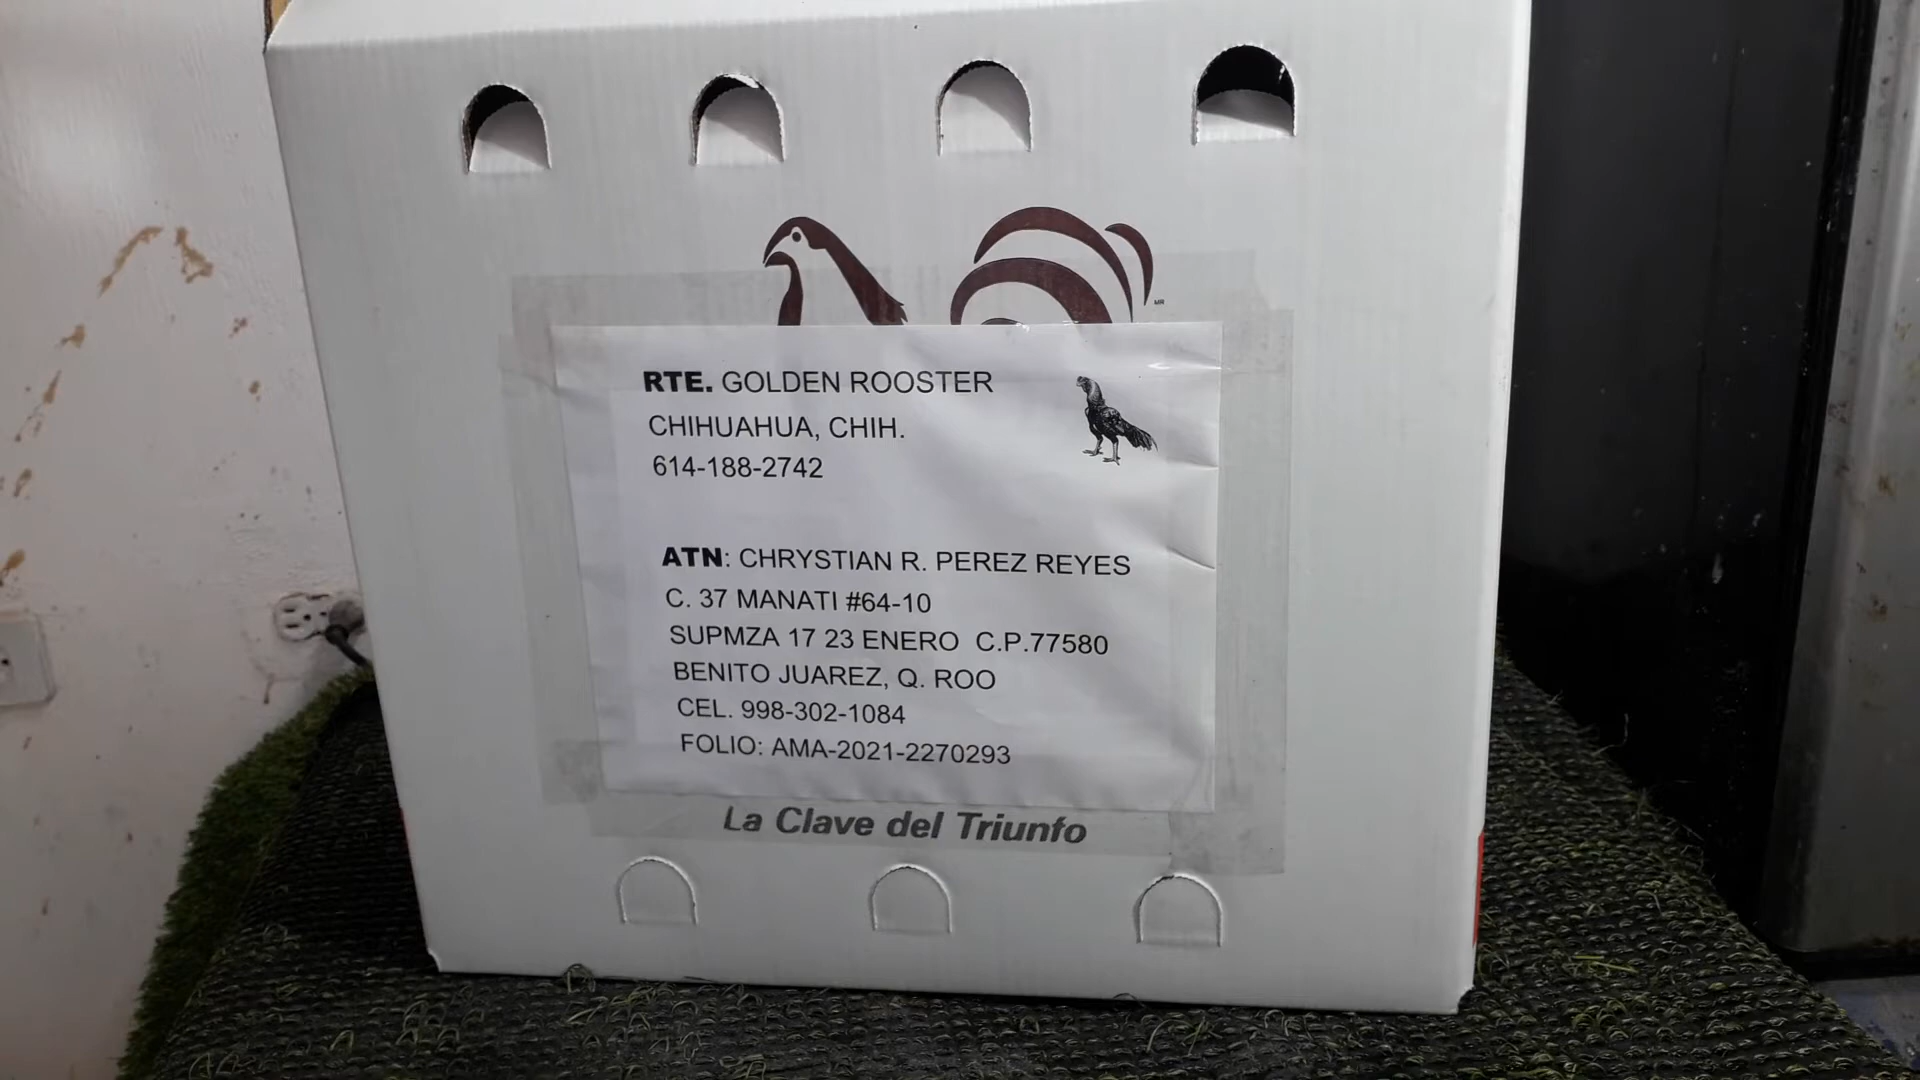 MR
RTE. GOLDEN ROOSTER
CHIHUAHUA, CHIH.
614-188-2742
ATN: CHRYSTIAN R. PEREZ REYES
C. 37 MANATI #64-10
SUPMZA 17 23 ENERO C.P.77580
BENITO JUAREZ, Q. ROO
CEL. 998-302-1084
FOLIO: AMA-2021-2270293
La Clave del Triunfo